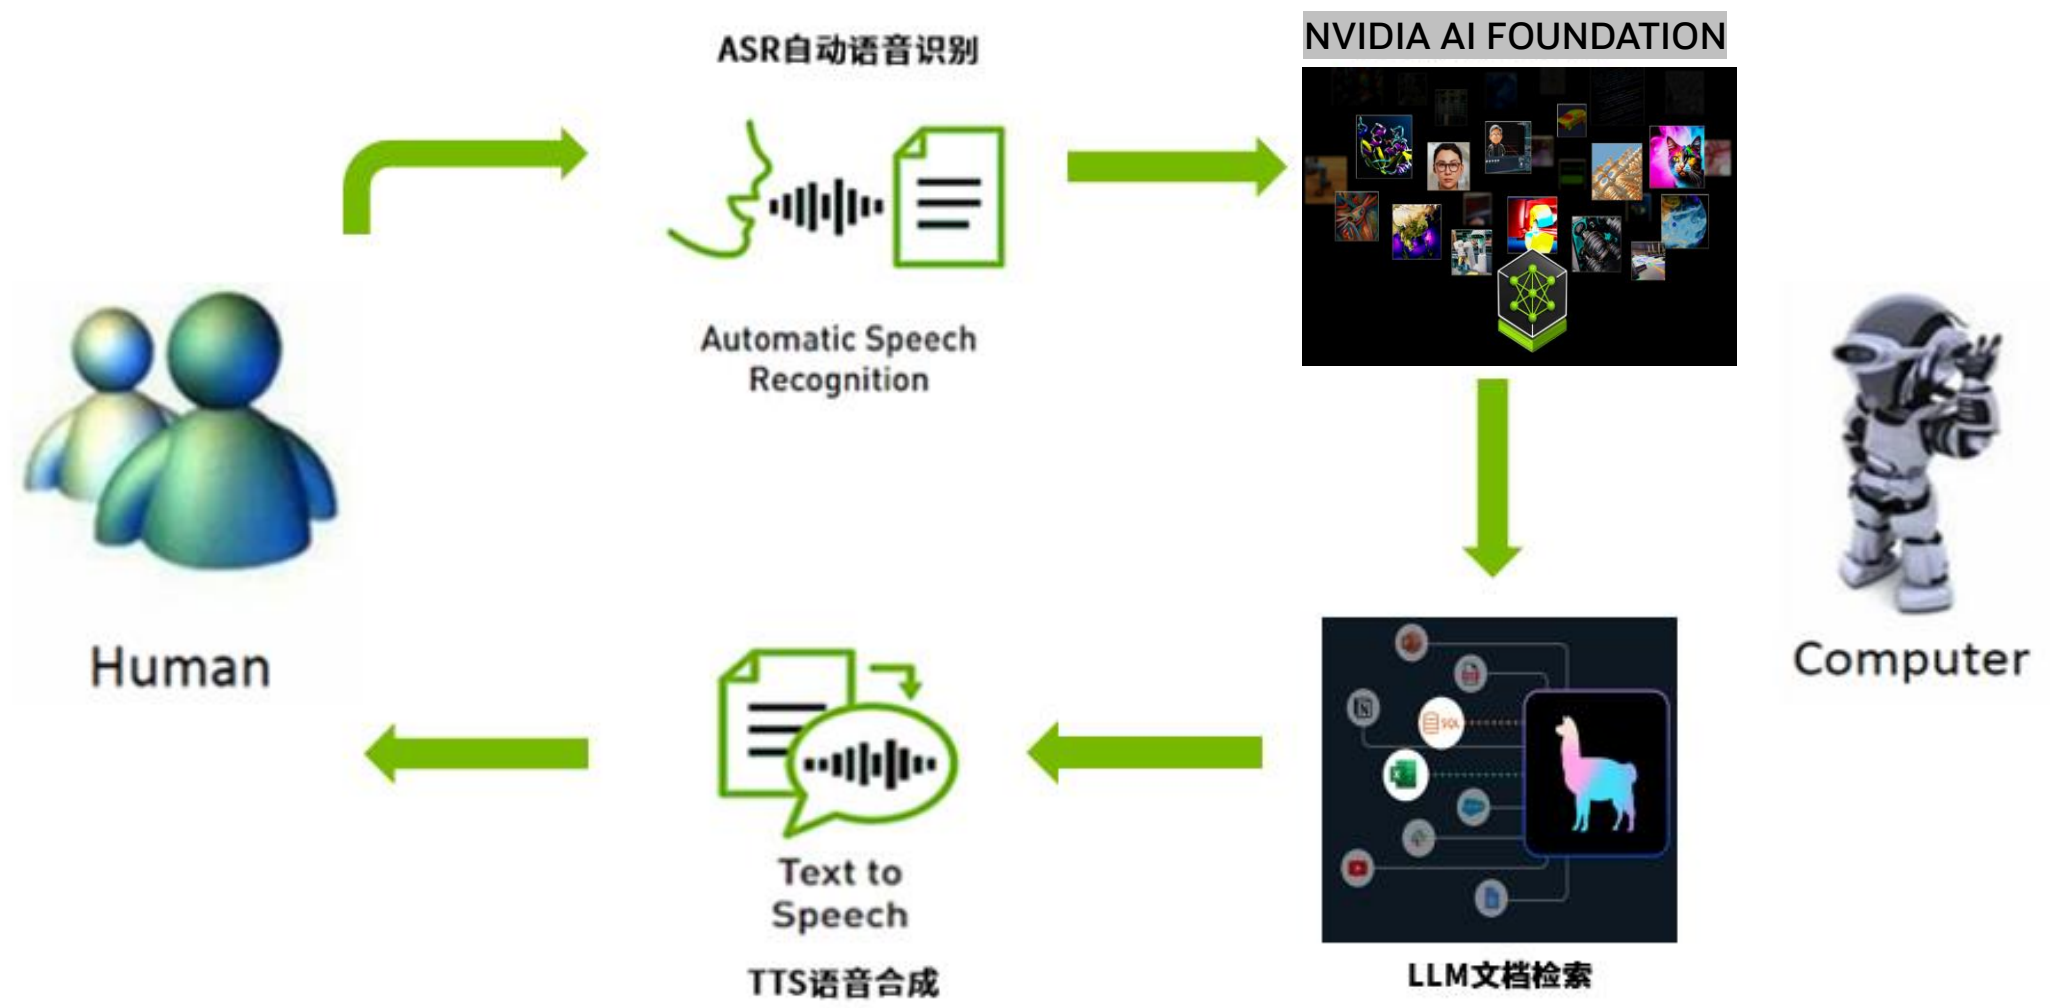 ASR自动语音识别
NVIDIA AI FOUNDATION
Automatic Speech
Recognition
Human
Computer
SQL
Text to
Speech
TTS语音合成
LLM文档检索